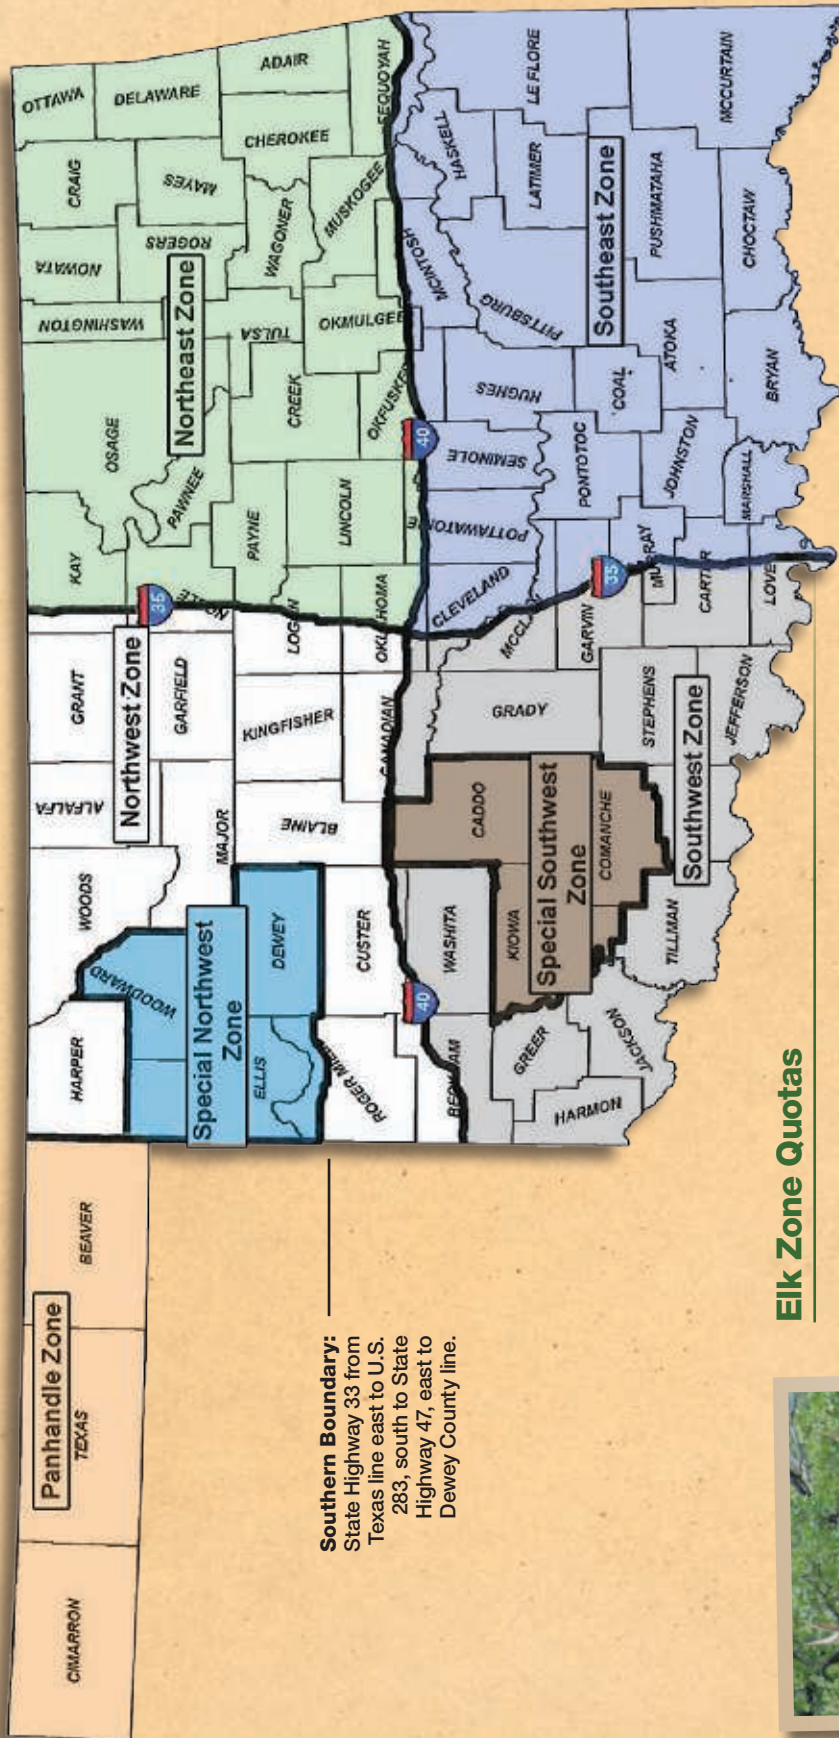 Panhandle Zone
CIMARRON
TEXAS
BEAVER
HARPER
WOODS
ALFALFA
GRANT
KAY
OSAGE
WASHINGTON
NOWATA
CRAIG
OTTAWA
DELAWARE
MAYES
ROGERS
Northwest Zone
Northeast Zone
35
WOODWARD
MAJOR
GARFIELD
NOBLE
PAWNEE
Special Northwest
Zone
ELLIS
DEWEY
BLAINE
KINGFISHER
LOGAN
PAYNE
CREEK
TULSA
WAGONER
CHEROKEE
ADAIR
LINCOLN
OKMULGEE
MUSKOGEE
SEQUOYAH
ROGER MILLS
CUSTER
CANADIAN
OKLAHOMA
OKFUSKEE
40
40
BECKHAM
WASHITA
CADDO
GRADY
MCCLAIN
CLEVELAND
POTTAWATOMIE
SEMINOLE
HUGHES
MCINTOSH
PITTSBURG
HASKELL
LATIMER
LE FLORE
GREER
KIOWA
Special Southwest
Zone
COMANCHE
HARMON
JACKSON
TILLMAN
Southwest Zone
STEPHENS
JEFFERSON
GARVIN
35
MURRAY
CARTER
LOVE
PONTOTOC
COAL
JOHNSTON
MARSHALL
ATOKA
BRYAN
Southeast Zone
PUSHMATAHA
CHOCTAW
MCCURTAIN
Southern Boundary:
State Highway 33 from
Texas line east to U.S.
283, south to State
Highway 47, east to
Dewey County line.
Elk Zone Quotas